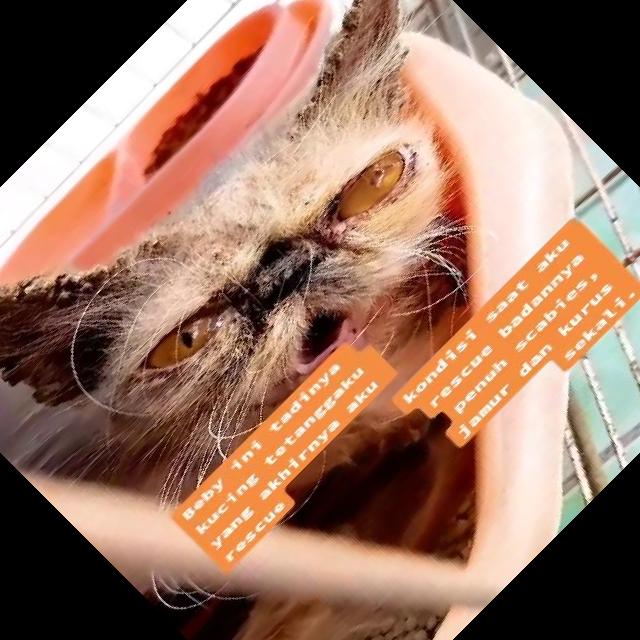 Beby ini tadinya
kucing tetanggaku
yang akhirnya aku
rescue
kondisi saat aku
rescue badannya
penuh scabies,
jamur dan kurus
sekali.